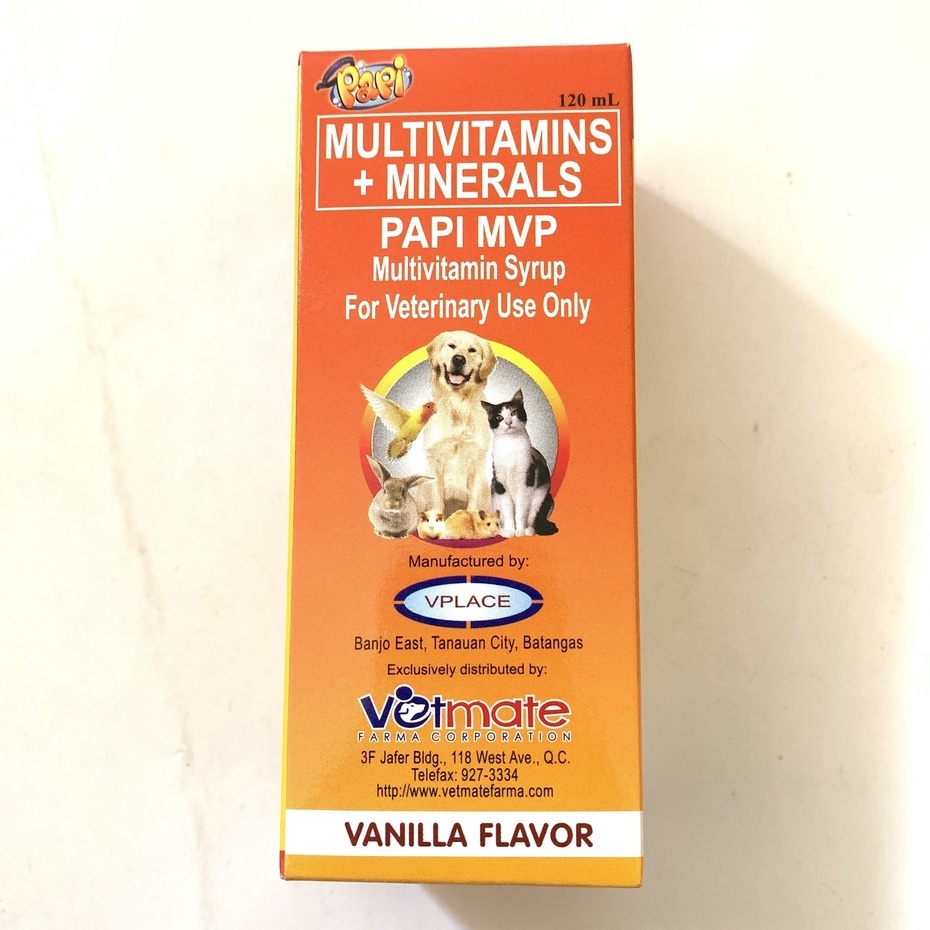 Papi
120 mL
MULTIVITAMINS
+ MINERALS
PAPI MVP
Multivitamin Syrup
For Veterinary Use Only
Manufactured by:
VPLACE
Banjo East, Tanauan City, Batangas
Exclusively distributed by:
Vetmate
FARMA CORPORATION
3F Jafer Bldg., 118 West Ave., Q.C.
Telefax: 927-3334
http://www.vetmatefarma.com
VANILLA FLAVOR